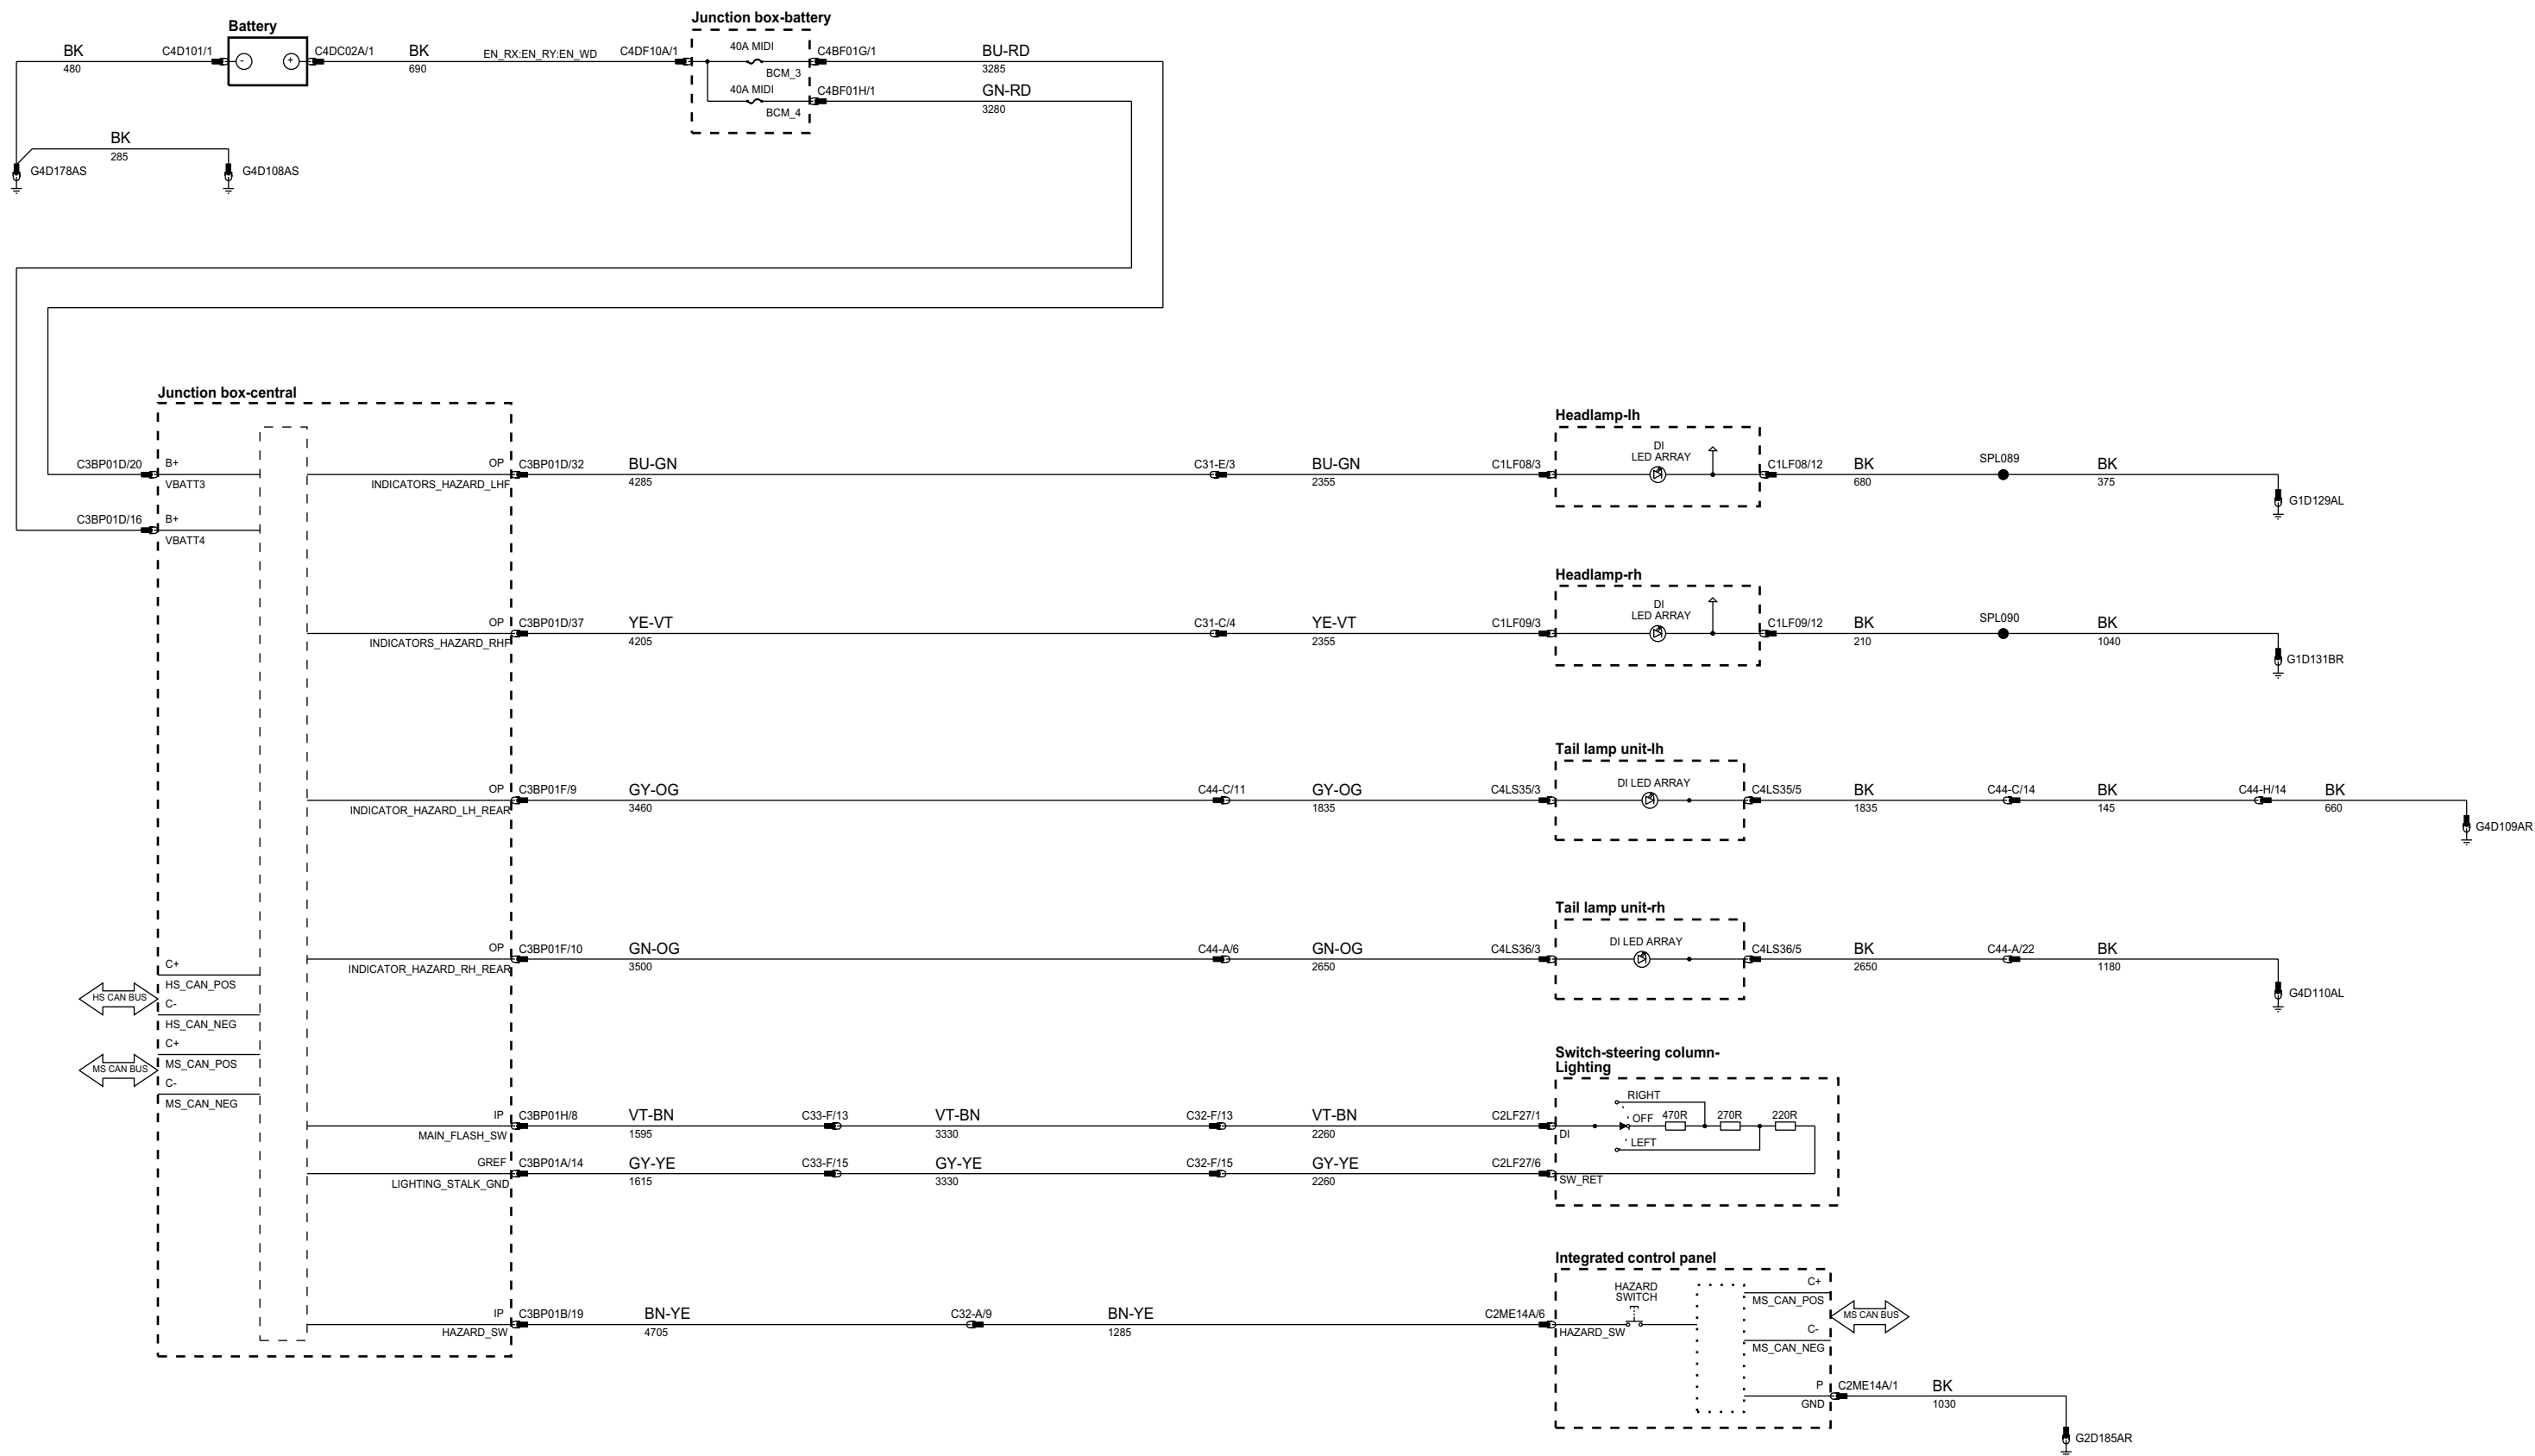 Battery
Junction box-battery
BK
480
C4D101/1
-
+
C4DC02A/1
BK
690
EN_RX:EN_RY:EN_WD
C4DF10A/1
40A MIDI
BCM_3
C4BF01G/1
BU-RD
3285
40A MIDI
BCM_4
C4BF01H/1
GN-RD
3280
BK
285
G4D178AS
G4D108AS
Junction box-central
C3BP01D/20
B+
VBATT3
C3BP01D/16
B+
VBATT4
OP
INDICATORS_HAZARD_LHF
C3BP01D/32
BU-GN
4285
C31-E/3
BU-GN
2355
C1LF08/3
Headlamp-lh
DI
LED ARRAY
C1LF08/12
BK
680
SPL089
BK
375
G1D129AL
OP
INDICATORS_HAZARD_RHF
C3BP01D/37
YE-VT
4205
C31-C/4
YE-VT
2355
C1LF09/3
Headlamp-rh
DI
LED ARRAY
C1LF09/12
BK
210
SPL090
BK
1040
G1D131BR
OP
INDICATOR_HAZARD_LH_REAR
C3BP01F/9
GY-OG
3460
C44-C/11
GY-OG
1835
C4LS35/3
Tail lamp unit-lh
DI LED ARRAY
C4LS35/5
BK
1835
C44-C/14
BK
145
C44-H/14
BK
660
G4D109AR
OP
INDICATOR_HAZARD_RH_REAR
C3BP01F/10
GN-OG
3500
C44-A/6
GN-OG
2650
C4LS36/3
Tail lamp unit-rh
DI LED ARRAY
C4LS36/5
BK
2650
C44-A/22
BK
1180
G4D110AL
HS CAN BUS
C+
HS_CAN_POS
C-
HS_CAN_NEG
MS CAN BUS
C+
MS_CAN_POS
C-
MS_CAN_NEG
IP
MAIN_FLASH_SW
C3BP01H/8
VT-BN
1595
C33-F/13
VT-BN
3330
C32-F/13
VT-BN
2260
C2LF27/1
Switch-steering column-
Lighting
DI
RIGHT
OFF
LEFT
470R
270R
220R
GREF
LIGHTING_STALK_GND
C3BP01A/14
GY-YE
1615
C33-F/15
GY-YE
3330
C32-F/15
GY-YE
2260
C2LF27/6
SW_RET
IP
HAZARD_SW
C3BP01B/19
BN-YE
4705
C32-A/9
BN-YE
1285
C2ME14A/6
Integrated control panel
HAZARD
SWITCH
HAZARD_SW
C+
MS_CAN_POS
C-
MS_CAN_NEG
MS CAN BUS
P
GND
C2ME14A/1
BK
1030
G2D185AR